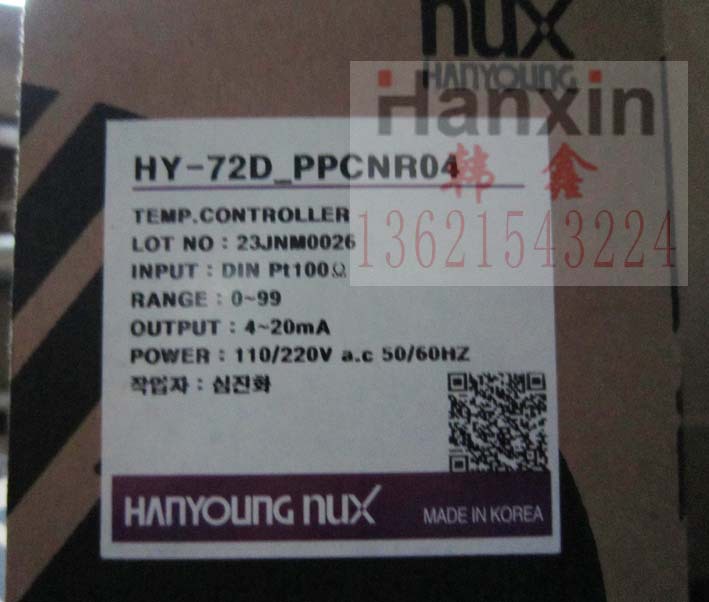 nux
HANYOUNG
Hanxin
韩鑫
13621543224
HY-72D_PPCNR04
TEMP.CONTROLLER
LOT NO : 23JNM0026
INPUT : DIN Pt100Ω
RANGE : 0~99
OUTPUT : 4~20mA
POWER : 110/220V a.c 50/60HZ
작업자 : 심진화
HANYOUNG nux MADE IN KOREA